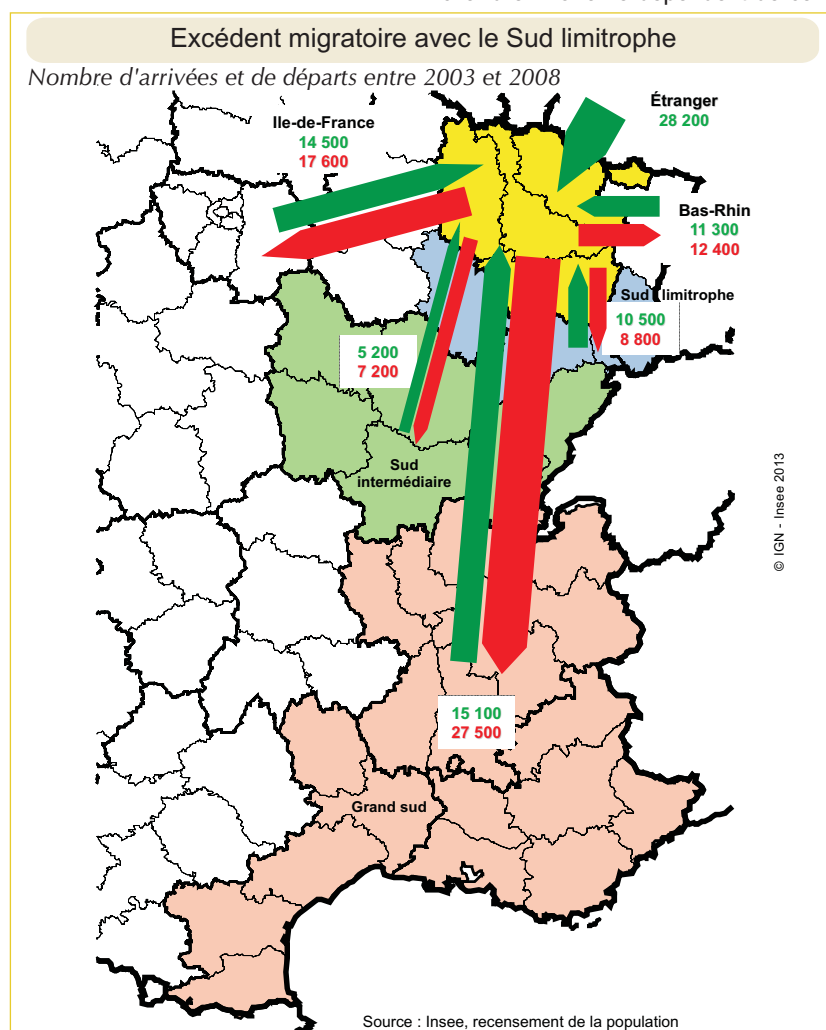 Excédent migratoire avec le Sud limitrophe
Nombre d'arrivées et de départs entre 2003 et 2008
Ile-de-France
14 500
17 600
Étranger
28 200
Bas-Rhin
11 300
12 400
Sud limitrophe
10 500
8 800
5 200
7 200
Sud
intermédiaire
© IGN - Insee 2013
15 100
27 500
Grand sud
Source : Insee, recensement de la population